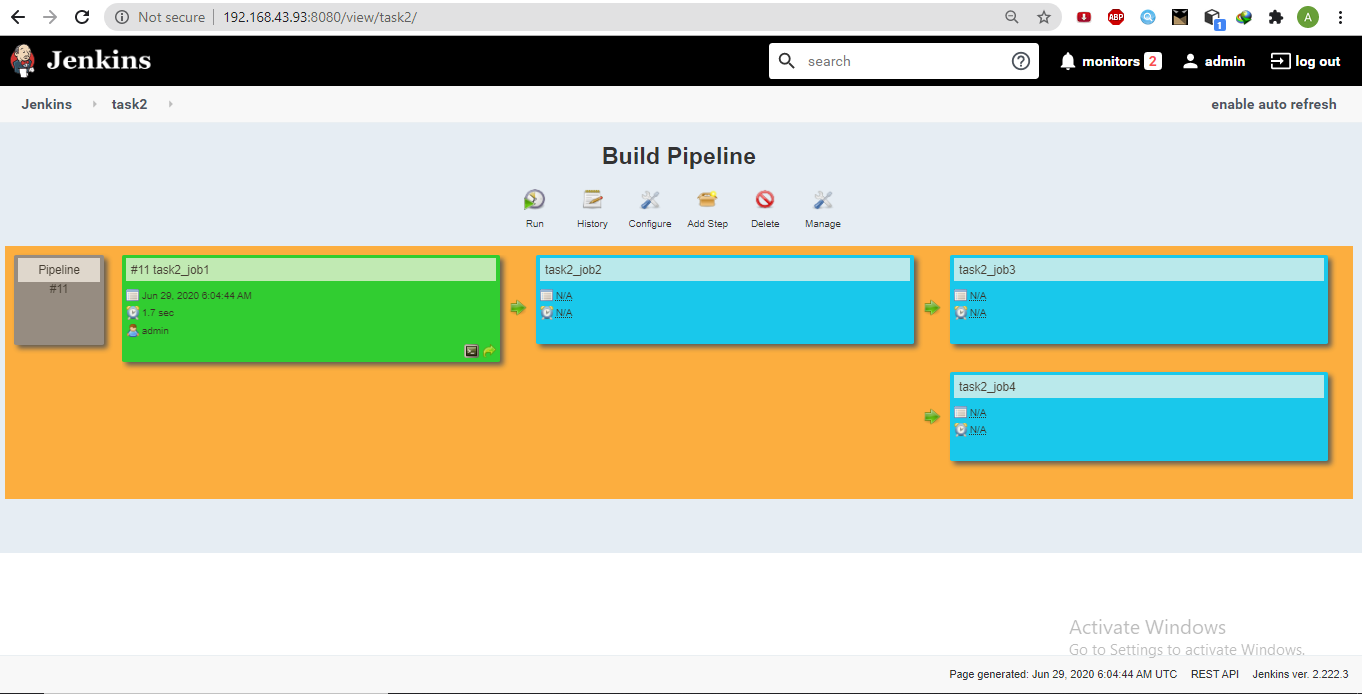 Not secure | 192.168.43.93:8080/view/task2/
ABP
1
A
Jenkins
search
monitors 2
admin
log out
Jenkins
task2
enable auto refresh
Build Pipeline
Run History Configure Add Step Delete Manage
Pipeline
#11
#11 task2_job1
Jun 29, 2020 6:04:44 AM
1.7 sec
admin
task2_job2
N/A
N/A
task2_job3
N/A
N/A
task2_job4
N/A
N/A
Activate Windows
Go to Settings to activate Windows.
Page generated: Jun 29, 2020 6:04:44 AM UTC REST API Jenkins ver. 2.222.3